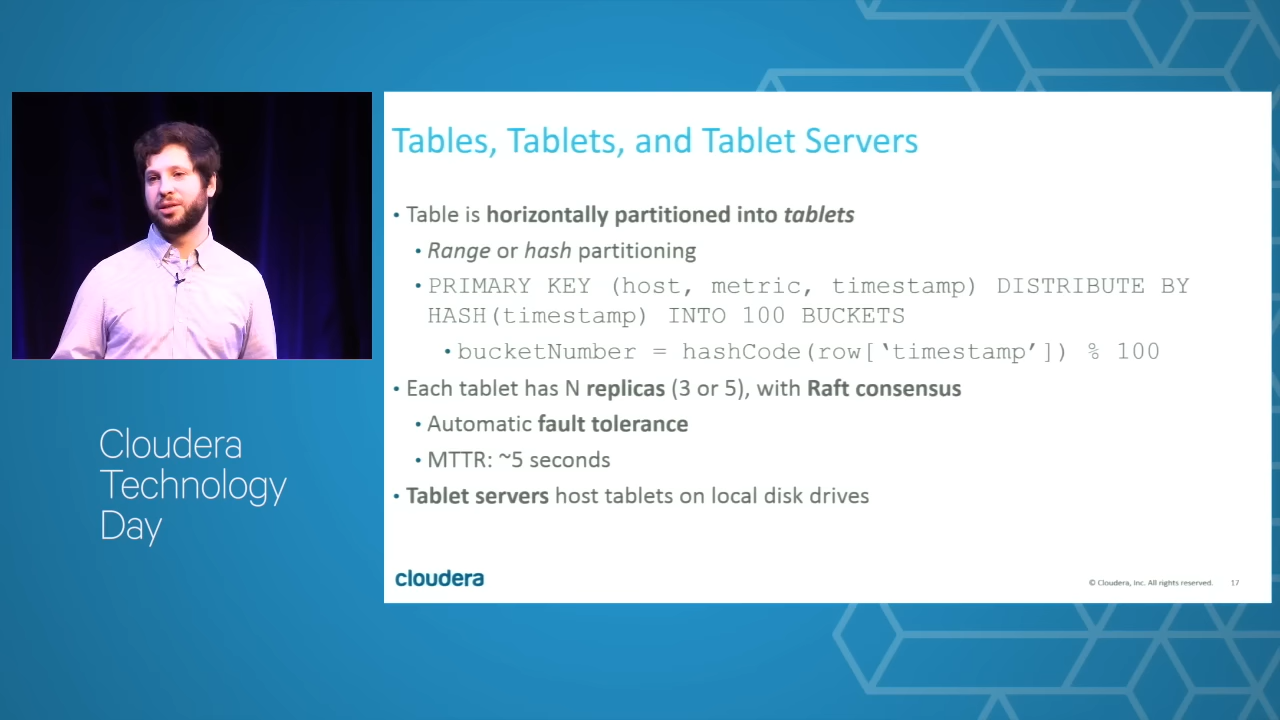 Tables, Tablets, and Tablet Servers
• Table is horizontally partitioned into tablets
• Range or hash partitioning
• PRIMARY KEY (host, metric, timestamp) DISTRIBUTE BY
HASH(timestamp) INTO 100 BUCKETS
• bucketNumber = hashCode(row[‘timestamp’]) % 100
• Each tablet has N replicas (3 or 5), with Raft consensus
• Automatic fault tolerance
• MTTR: ~5 seconds
• Tablet servers host tablets on local disk drives
cloudera
© Cloudera, Inc. All rights reserved. 17
Cloudera
Technology
Day